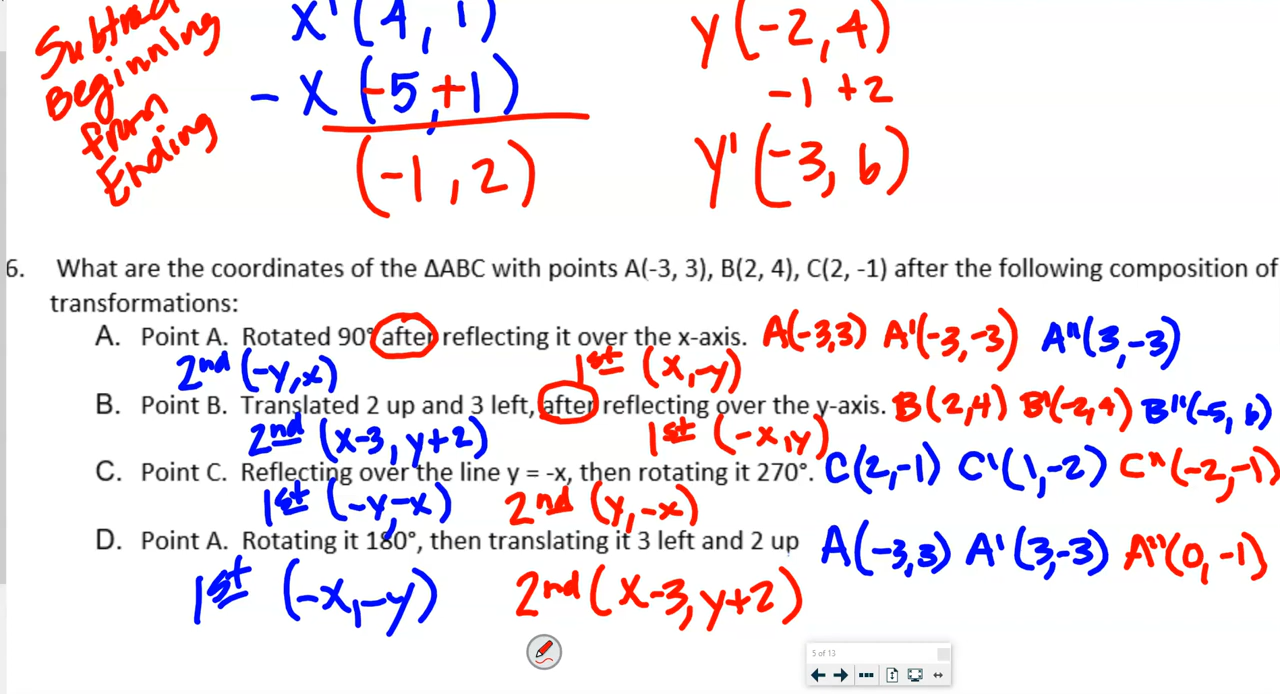 Subtract
Beginning
from
Ending
X'(4, 1)
- X (-5, +1)
(-1, 2)
Y(-2, 4)
-1 +2
Y'(-3, 6)
6. What are the coordinates of the ΔABC with points A(-3, 3), B(2, 4), C(2, -1) after the following composition of
transformations:
A. Point A. Rotated 90° after reflecting it over the x-axis. A(-3,3) A'(-3,-3) A"(3,-3)
2nd (-y,x) 1st (x,-y)
B. Point B. Translated 2 up and 3 left, after reflecting over the y-axis. B(2,4) B'(-2,4) B"(-5, 6)
2nd (x-3, y+2) 1st (-x,y)
C. Point C. Reflecting over the line y = -x, then rotating it 270°. C(2,-1) C'(1,-2) C"(-2,-1)
1st (-y,-x) 2nd (y,-x)
D. Point A. Rotating it 180°, then translating it 3 left and 2 up A(-3,3) A'(3,-3) A"(0,-1)
1st (-x,-y) 2nd (x-3, y+2)
5 of 13